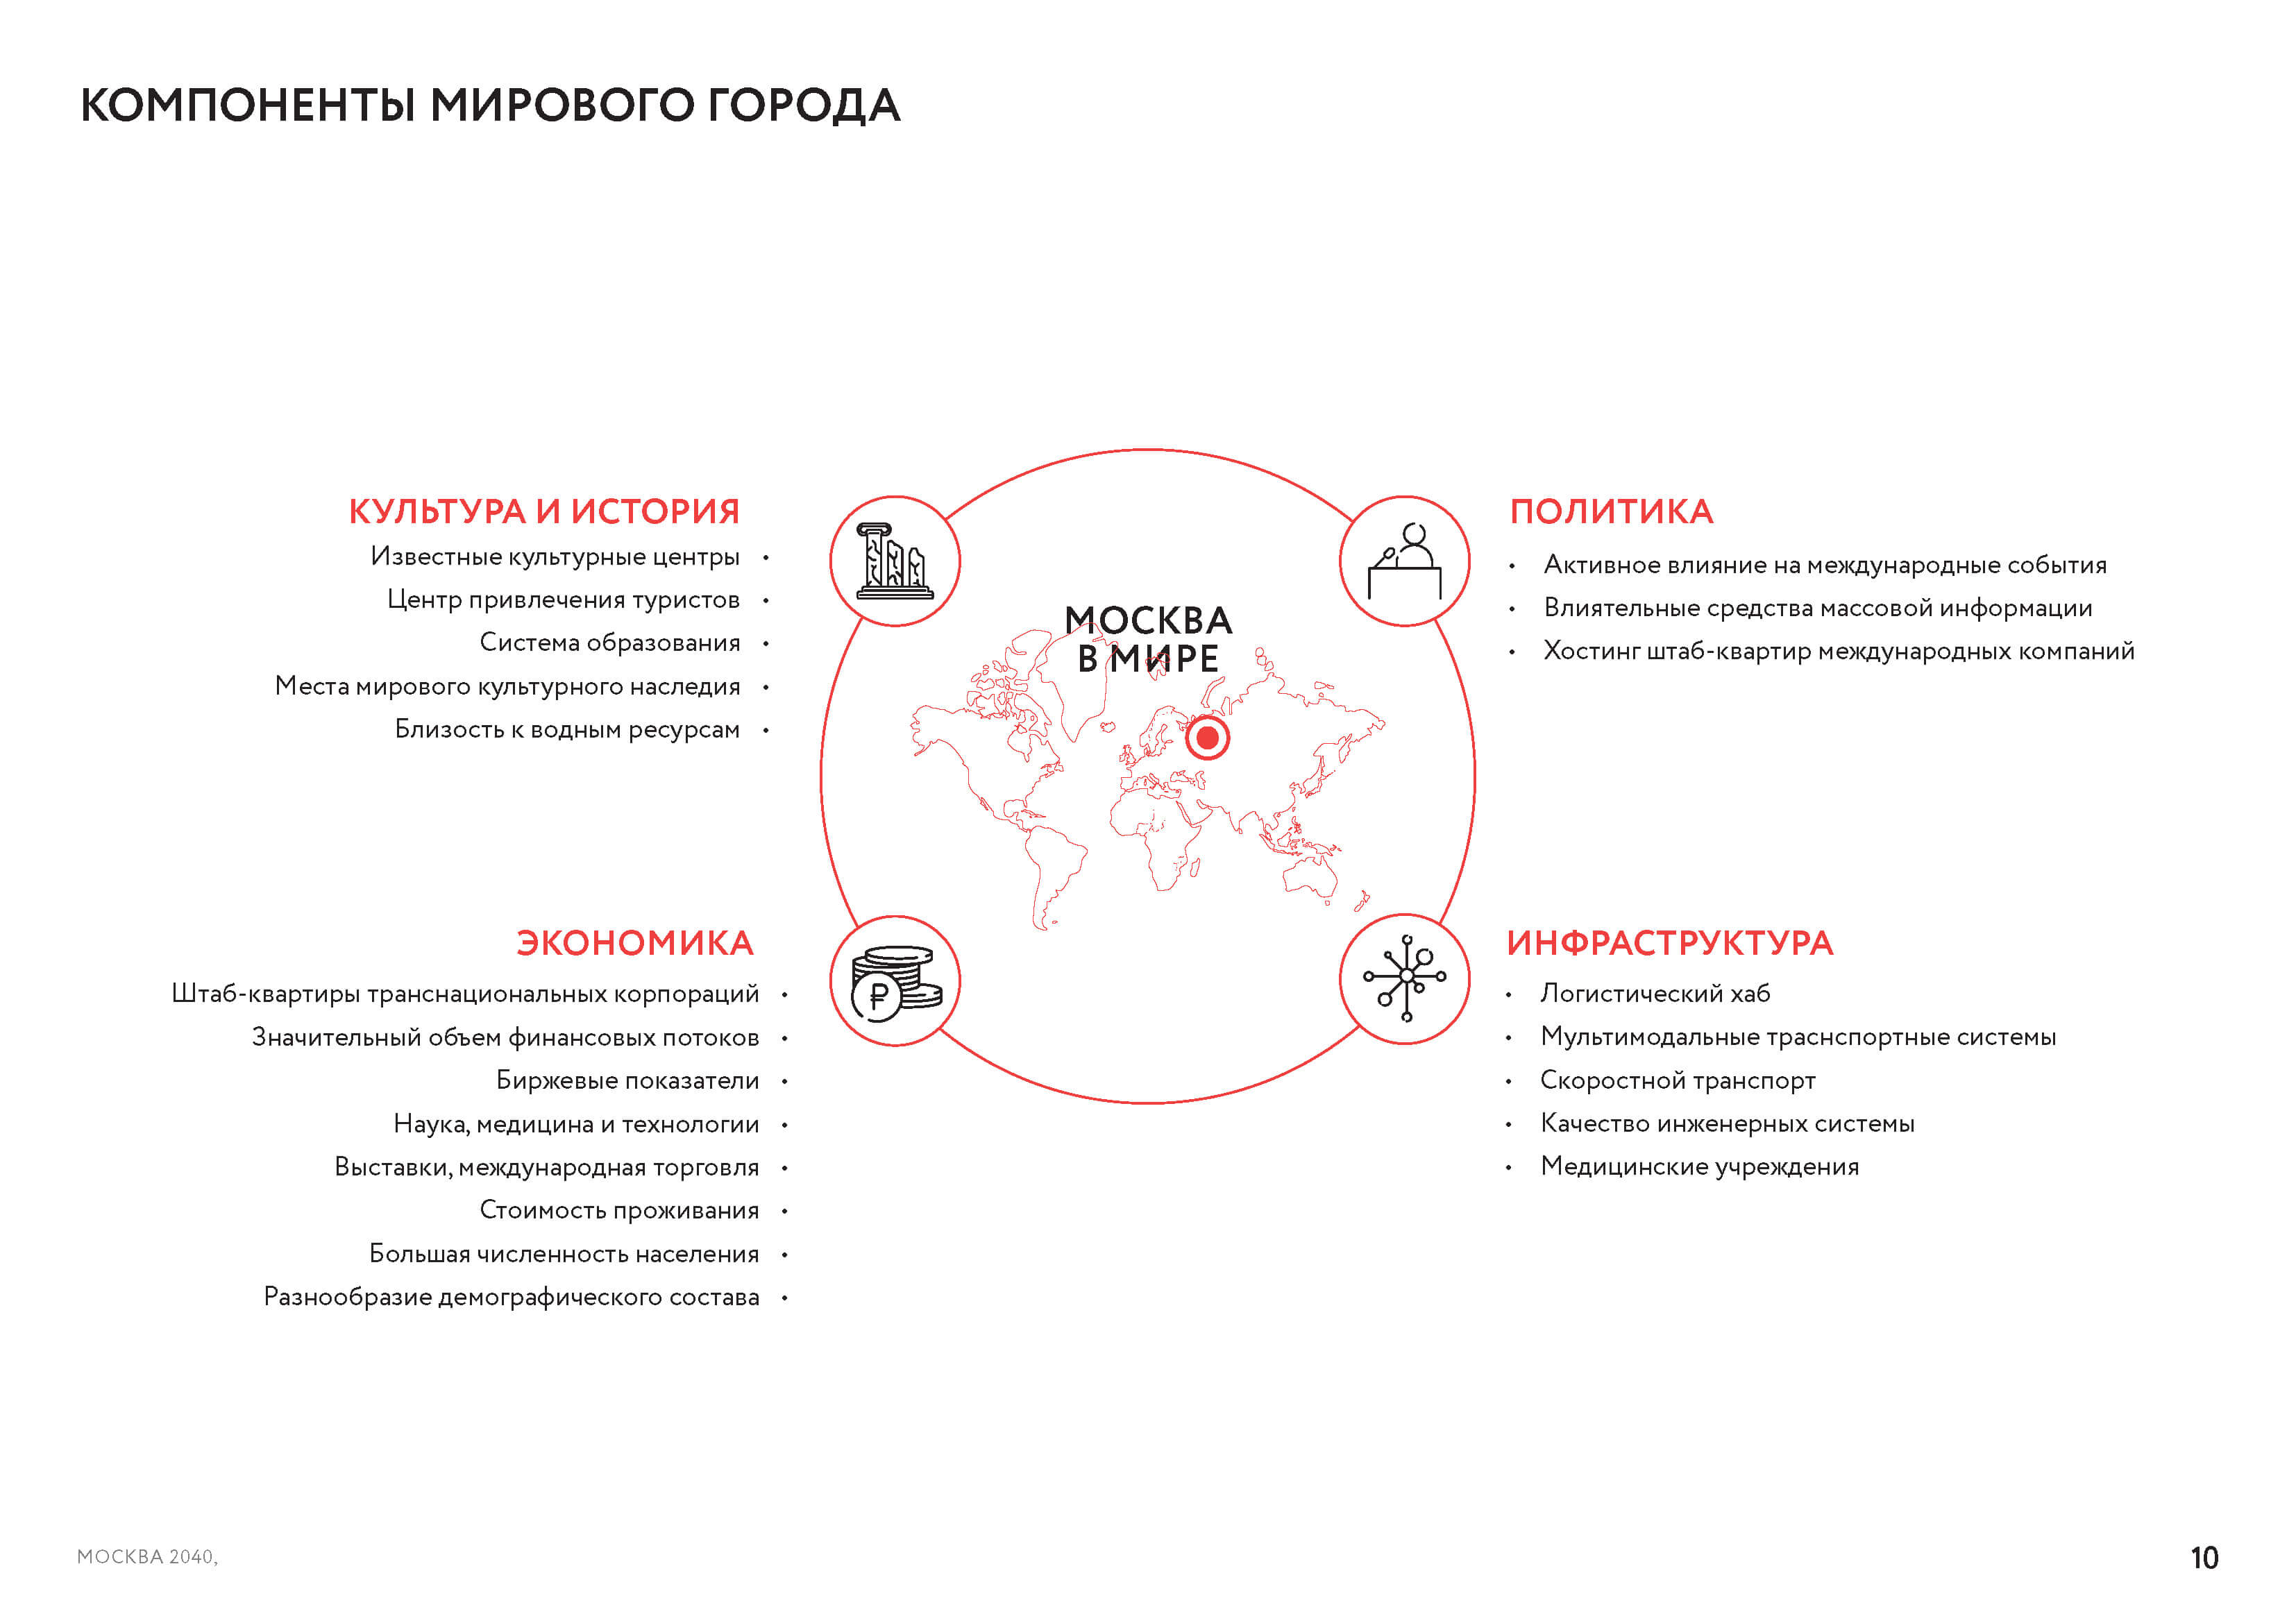 КОМПОНЕНТЫ МИРОВОГО ГОРОДА
КУЛЬТУРА И ИСТОРИЯ
Известные культурные центры •
Центр привлечения туристов •
Система образования •
Места мирового культурного наследия •
Близость к водным ресурсам •
МОСКВА
В МИРЕ
ПОЛИТИКА
• Активное влияние на международные события
• Влиятельные средства массовой информации
• Хостинг штаб-квартир международных компаний
ЭКОНОМИКА
Штаб-квартиры транснациональных корпораций •
Значительный объем финансовых потоков •
Биржевые показатели •
Наука, медицина и технологии •
Выставки, международная торговля •
Стоимость проживания •
Большая численность населения •
Разнообразие демографического состава •
ИНФРАСТРУКТУРА
• Логистический хаб
• Мультимодальные траснспортные системы
• Скоростной транспорт
• Качество инженерных системы
• Медицинские учреждения
МОСКВА 2040,
10